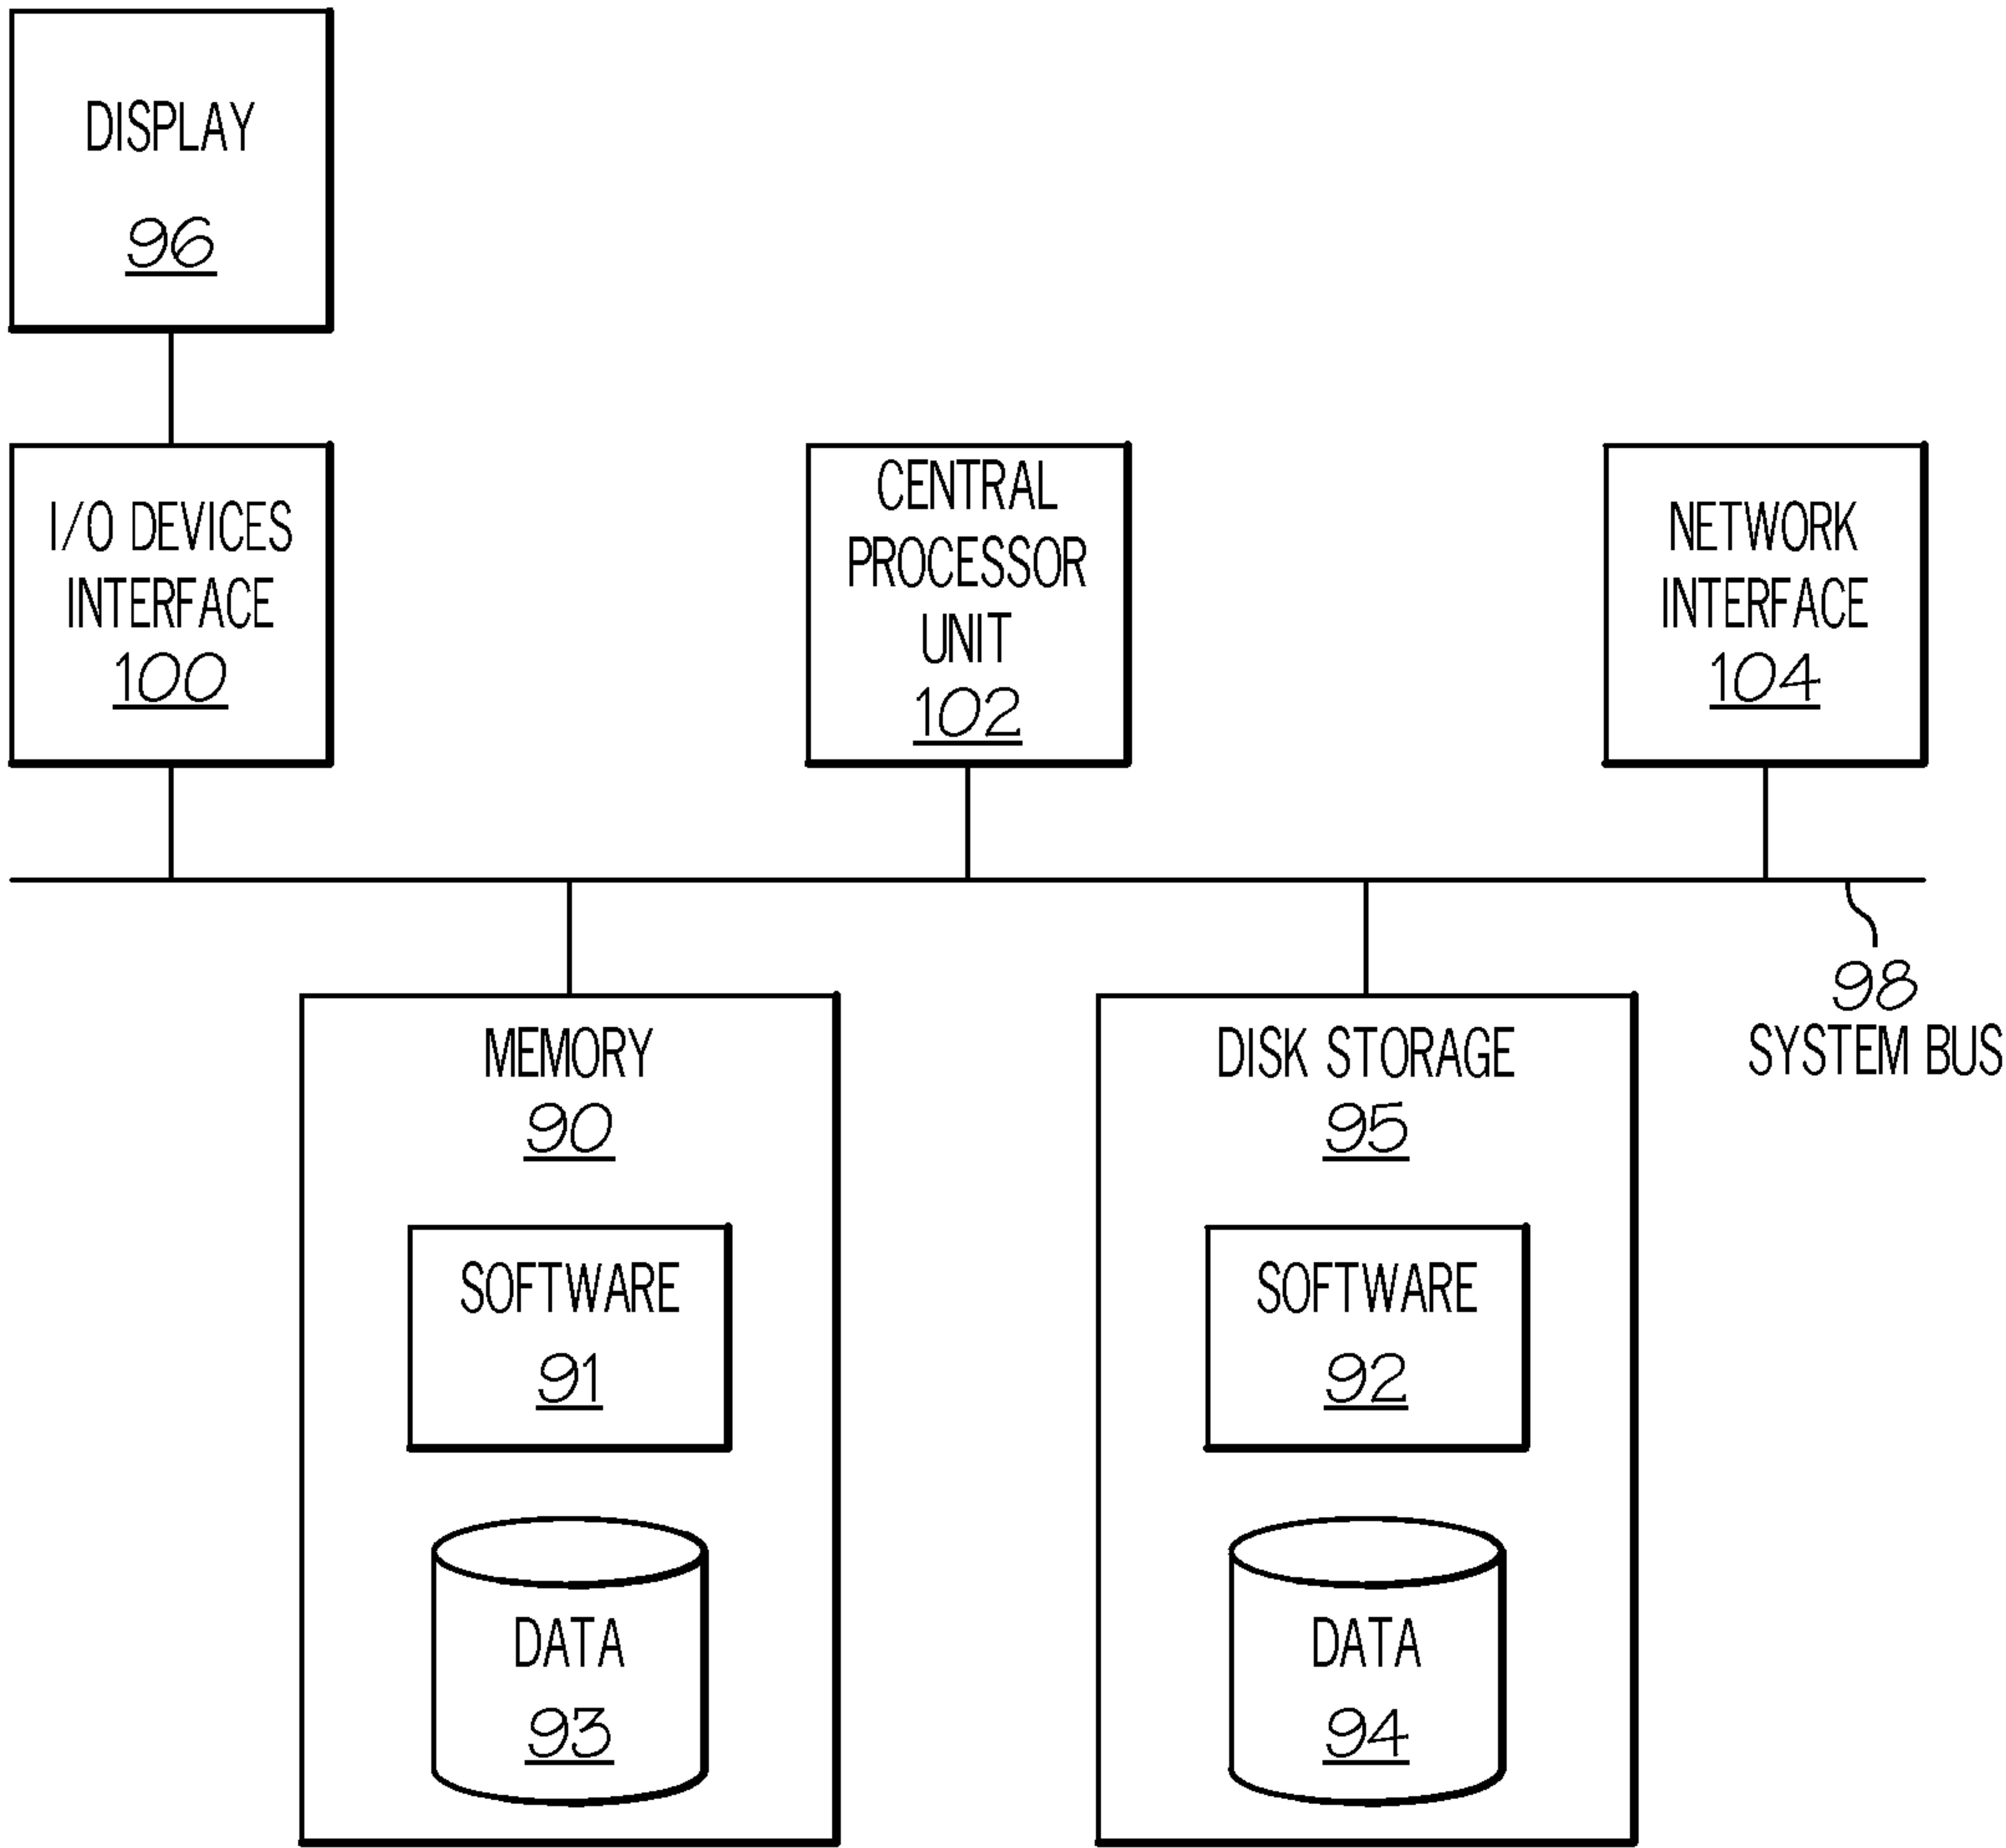 DISPLAY
96
I/O DEVICES
INTERFACE
100
CENTRAL
PROCESSOR
UNIT
102
NETWORK
INTERFACE
104
98
SYSTEM BUS
MEMORY
90
SOFTWARE
91
DATA
93
DISK STORAGE
95
SOFTWARE
92
DATA
94